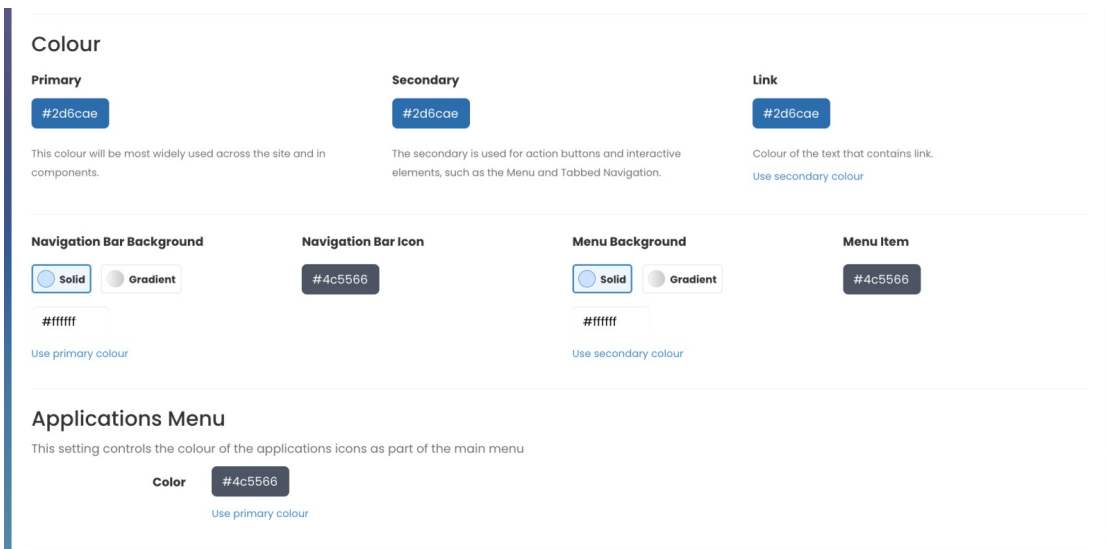 Colour
Primary
Secondary
Link
#2d6cae
#2d6cae
#2d6cae
This colour will be most widely used across the site and in
components.
The secondary is used for action buttons and interactive
elements, such as the Menu and Tabbed Navigation.
Colour of the text that contains link.
Use secondary colour
Navigation Bar Background
Navigation Bar Icon
Menu Background
Menu Item
Solid
Gradient
#4c5566
Solid
Gradient
#4c5566
#ffffff
#ffffff
Use primary colour
Use secondary colour
Applications Menu
This setting controls the colour of the applications icons as part of the main menu
Color
#4c5566
Use primary colour